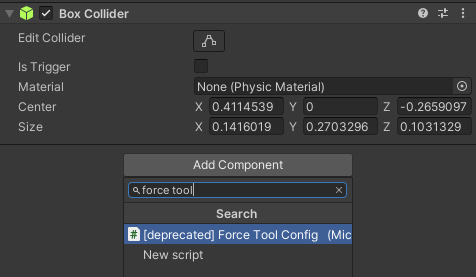 Box Collider
Edit Collider
Is Trigger
Material None (Physic Material)
Center X 0.4114539 Y 0 Z -0.2659097
Size X 0.1416019 Y 0.2703296 Z 0.1031329
Add Component
force tool
Search
# [deprecated] Force Tool Config (Mic
New script